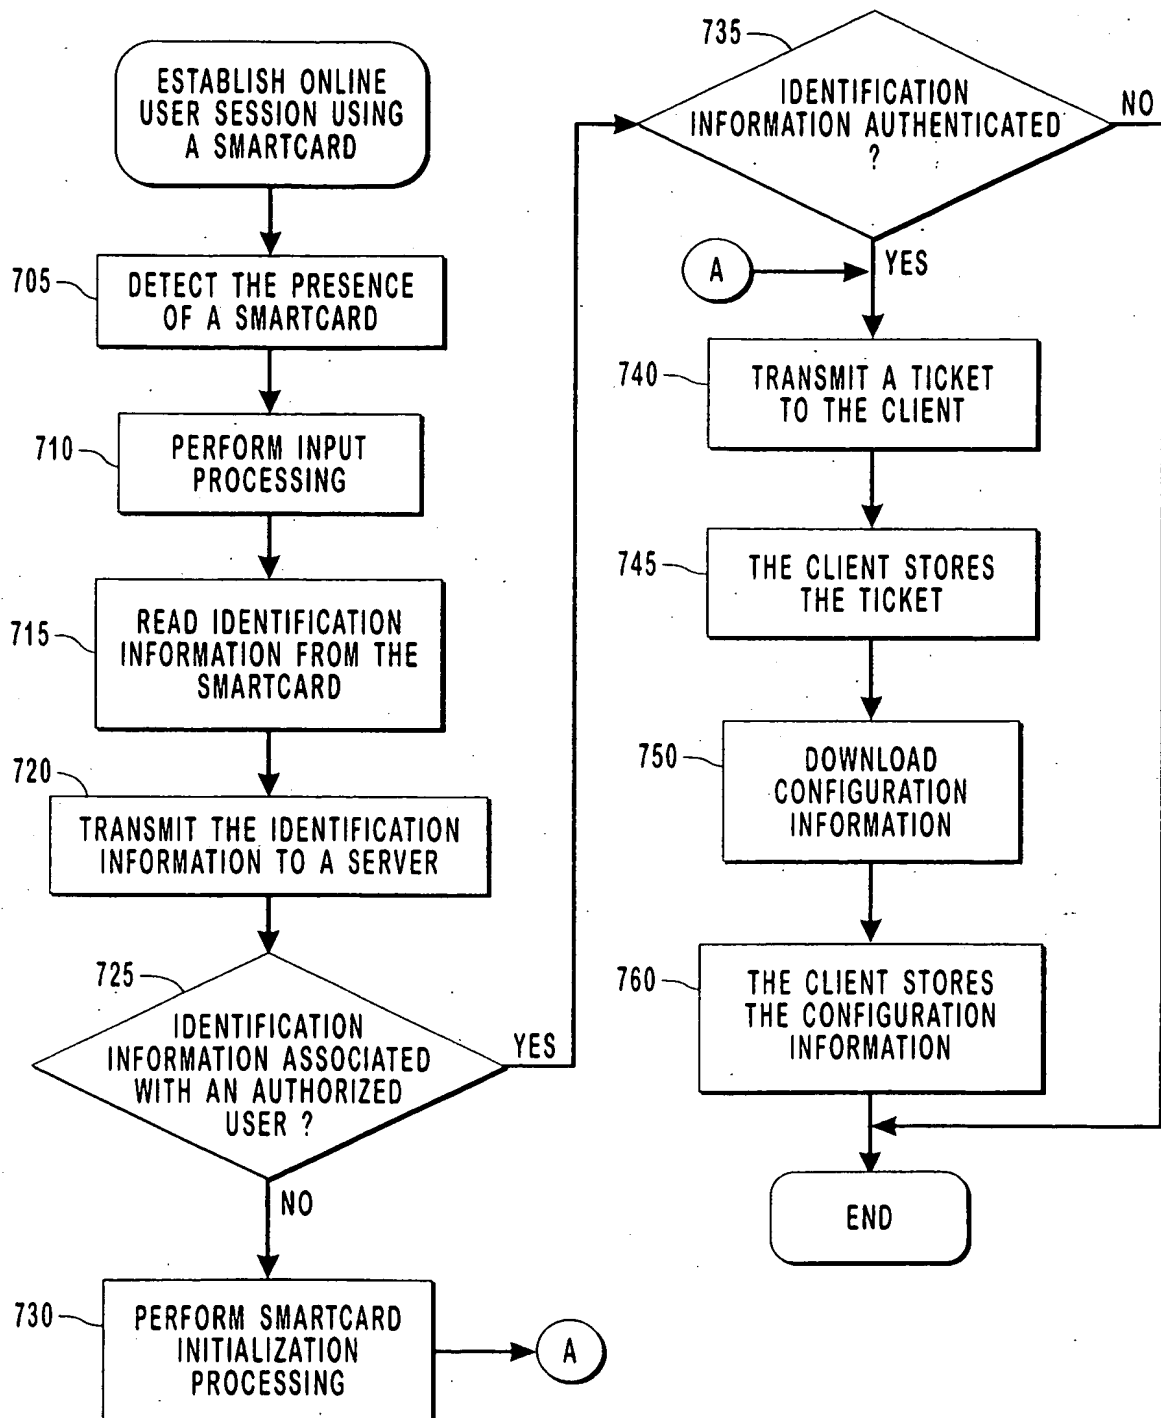 ESTABLISH ONLINE
USER SESSION USING
A SMARTCARD
705
DETECT THE PRESENCE
OF A SMARTCARD
710
PERFORM INPUT
PROCESSING
715
READ IDENTIFICATION
INFORMATION FROM THE
SMARTCARD
720
TRANSMIT THE IDENTIFICATION
INFORMATION TO A SERVER
725
IDENTIFICATION
INFORMATION ASSOCIATED
WITH AN AUTHORIZED
USER ?
YES
NO
730
PERFORM SMARTCARD
INITIALIZATION
PROCESSING
A
735
IDENTIFICATION
INFORMATION AUTHENTICATED
?
NO
YES
A
740
TRANSMIT A TICKET
TO THE CLIENT
745
THE CLIENT STORES
THE TICKET
750
DOWNLOAD
CONFIGURATION
INFORMATION
760
THE CLIENT STORES
THE CONFIGURATION
INFORMATION
END